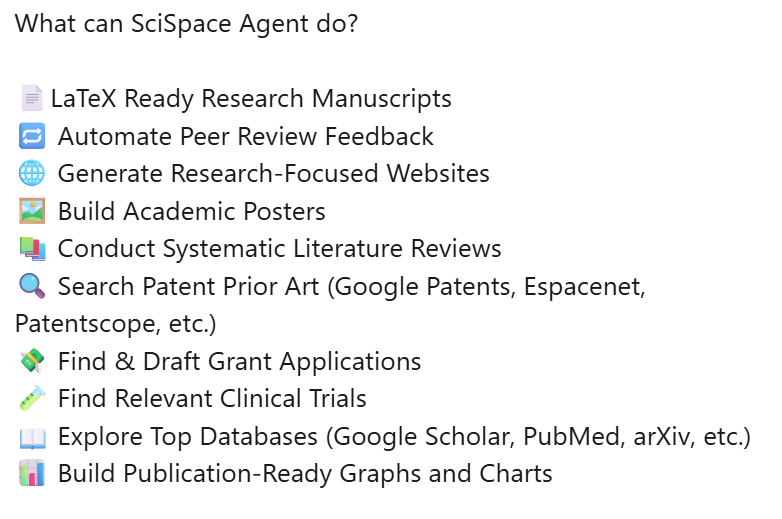 What can SciSpace Agent do?
📄 LaTeX Ready Research Manuscripts
🔁 Automate Peer Review Feedback
🌐 Generate Research-Focused Websites
🖼️ Build Academic Posters
📚 Conduct Systematic Literature Reviews
🔍 Search Patent Prior Art (Google Patents, Espacenet,
Patentscope, etc.)
💸 Find & Draft Grant Applications
🧪 Find Relevant Clinical Trials
📖 Explore Top Databases (Google Scholar, PubMed, arXiv, etc.)
📊 Build Publication-Ready Graphs and Charts